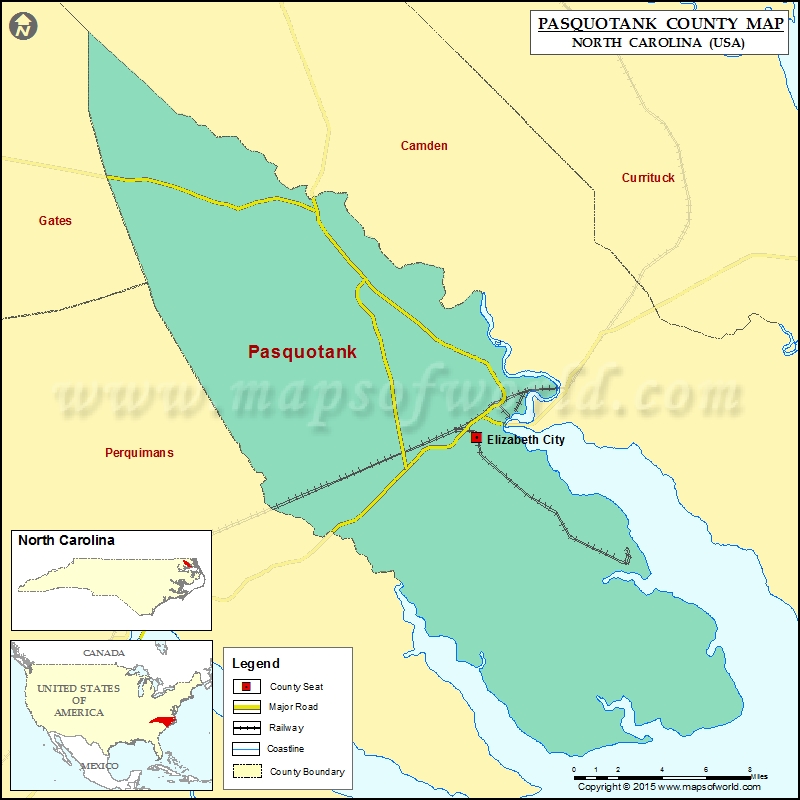 N
PASQUOTANK COUNTY MAP
NORTH CAROLINA (USA)
Camden
Currituck
Gates
Pasquotank
www.mapsofworld.com
Elizabeth City
Perquimans
North Carolina
CANADA
UNITED STATES
OF
AMERICA
MEXICO
Legend
County Seat
Major Road
Railway
Coastline
County Boundary
0 1 2 4 6 8
Miles
Copyright © 2015 www.mapsofworld.com